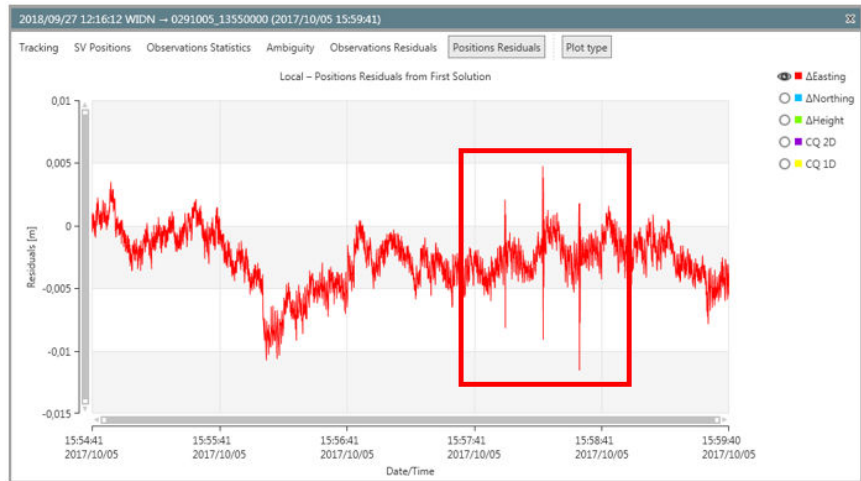 2018/09/27 12:16:12 WIDN → 0291005_13550000 (2017/10/05 15:59:41)
Tracking SV Positions Observations Statistics Ambiguity Observations Residuals Positions Residuals Plot type
Local – Positions Residuals from First Solution
ΔEasting
ΔNorthing
ΔHeight
CQ 2D
CQ 1D
Residuals [m]
0,01
0,005
0
-0,005
-0,01
-0,015
15:54:41 15:55:41 15:56:41 15:57:41 15:58:41 15:59:40
2017/10/05 2017/10/05 2017/10/05 2017/10/05 2017/10/05 2017/10/05
Date/Time